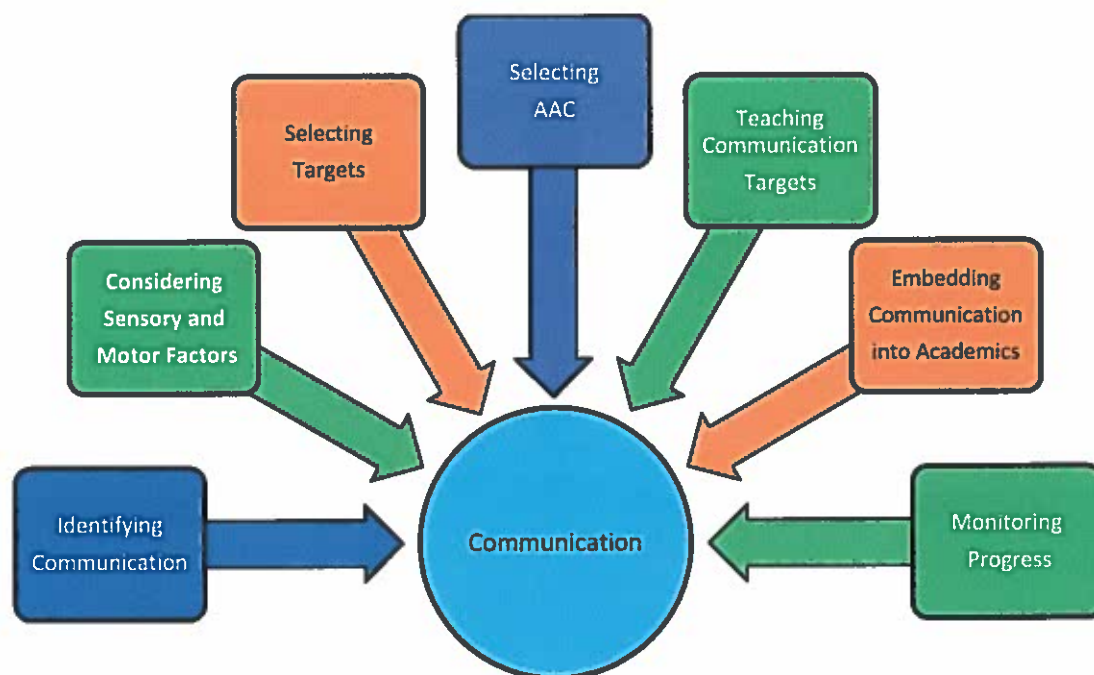 Selecting
AAC
Selecting
Targets
Teaching
Communication
Targets
Considering
Sensory and
Motor Factors
Embedding
Communication
into Academics
Identifying
Communication
Communication
Monitoring
Progress